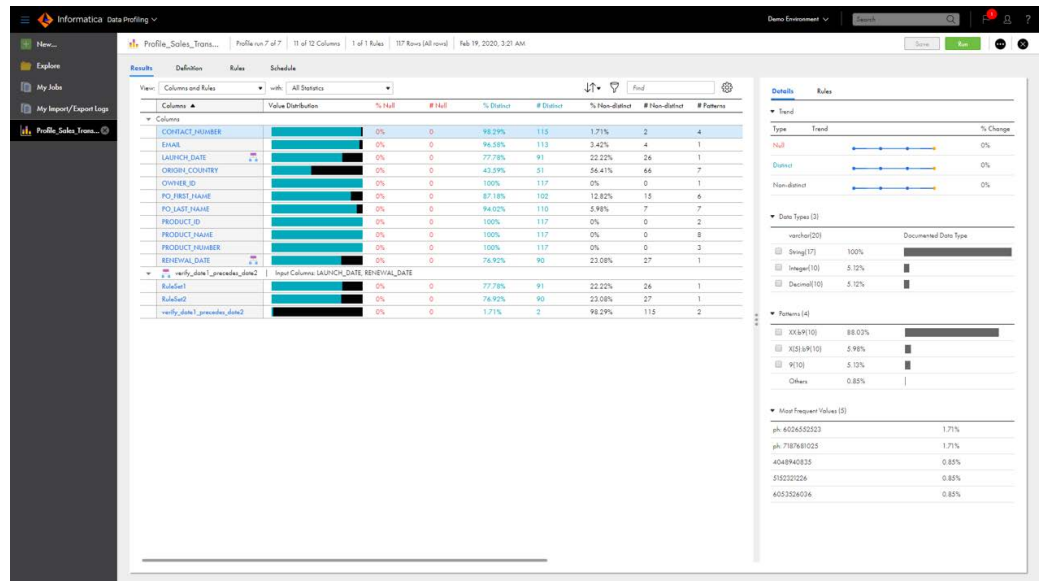 Informatica Data Profiling
Demo Environment
Search
?
New...
Explore
My Jobs
My Import/Export Logs
Profile_Sales_Trans...
Profile_Sales_Trans... Profile run 7 of 7 11 of 12 Columns 1 of 1 Rules 117 Rows (All rows) Feb 19, 2020, 3:21 AM
Save Run
Results Definition Rules Schedule
View: Columns and Rules with: All Statistics Find
Columns Value Distribution % Null # Null % Distinct # Distinct % Non-distinct # Non-distinct # Patterns
Columns
CONTACT_NUMBER 0% 0 98.29% 115 1.71% 2 4
EMAIL 0% 0 96.58% 113 3.42% 4 1
LAUNCH_DATE 0% 0 77.78% 91 22.22% 26 1
ORIGIN_COUNTRY 0% 0 43.59% 51 56.41% 66 7
OWNER_ID 0% 0 100% 117 0% 0 1
PO_FIRST_NAME 0% 0 87.18% 102 12.82% 15 6
PO_LAST_NAME 0% 0 94.02% 110 5.98% 7 7
PRODUCT_ID 0% 0 100% 117 0% 0 2
PRODUCT_NAME 0% 0 100% 117 0% 0 8
PRODUCT_NUMBER 0% 0 100% 117 0% 0 3
RENEWAL_DATE 0% 0 76.92% 90 23.08% 27 1
verify_date1_precedes_date2 | Input Columns: LAUNCH_DATE, RENEWAL_DATE
RuleSet1 0% 0 77.78% 91 22.22% 26 1
RuleSet2 0% 0 76.92% 90 23.08% 27 1
verify_date1_precedes_date2 0% 0 1.71% 2 98.29% 115 2
Details Rules
Trend
Type Trend % Change
Null 0%
Distinct 0%
Non-distinct 0%
Data Types (3)
varchar(20) Documented Data Type
String(17) 100%
Integer(10) 5.12%
Decimal(10) 5.12%
Patterns (4)
88.03%
5.98%
9(10) 5.13%
Others 0.85%
Most Frequent Values (5)
ph: 6026552523 1.71%
ph: 7187681025 1.71%
4048940835 0.85%
5152321226 0.85%
6053526036 0.85%